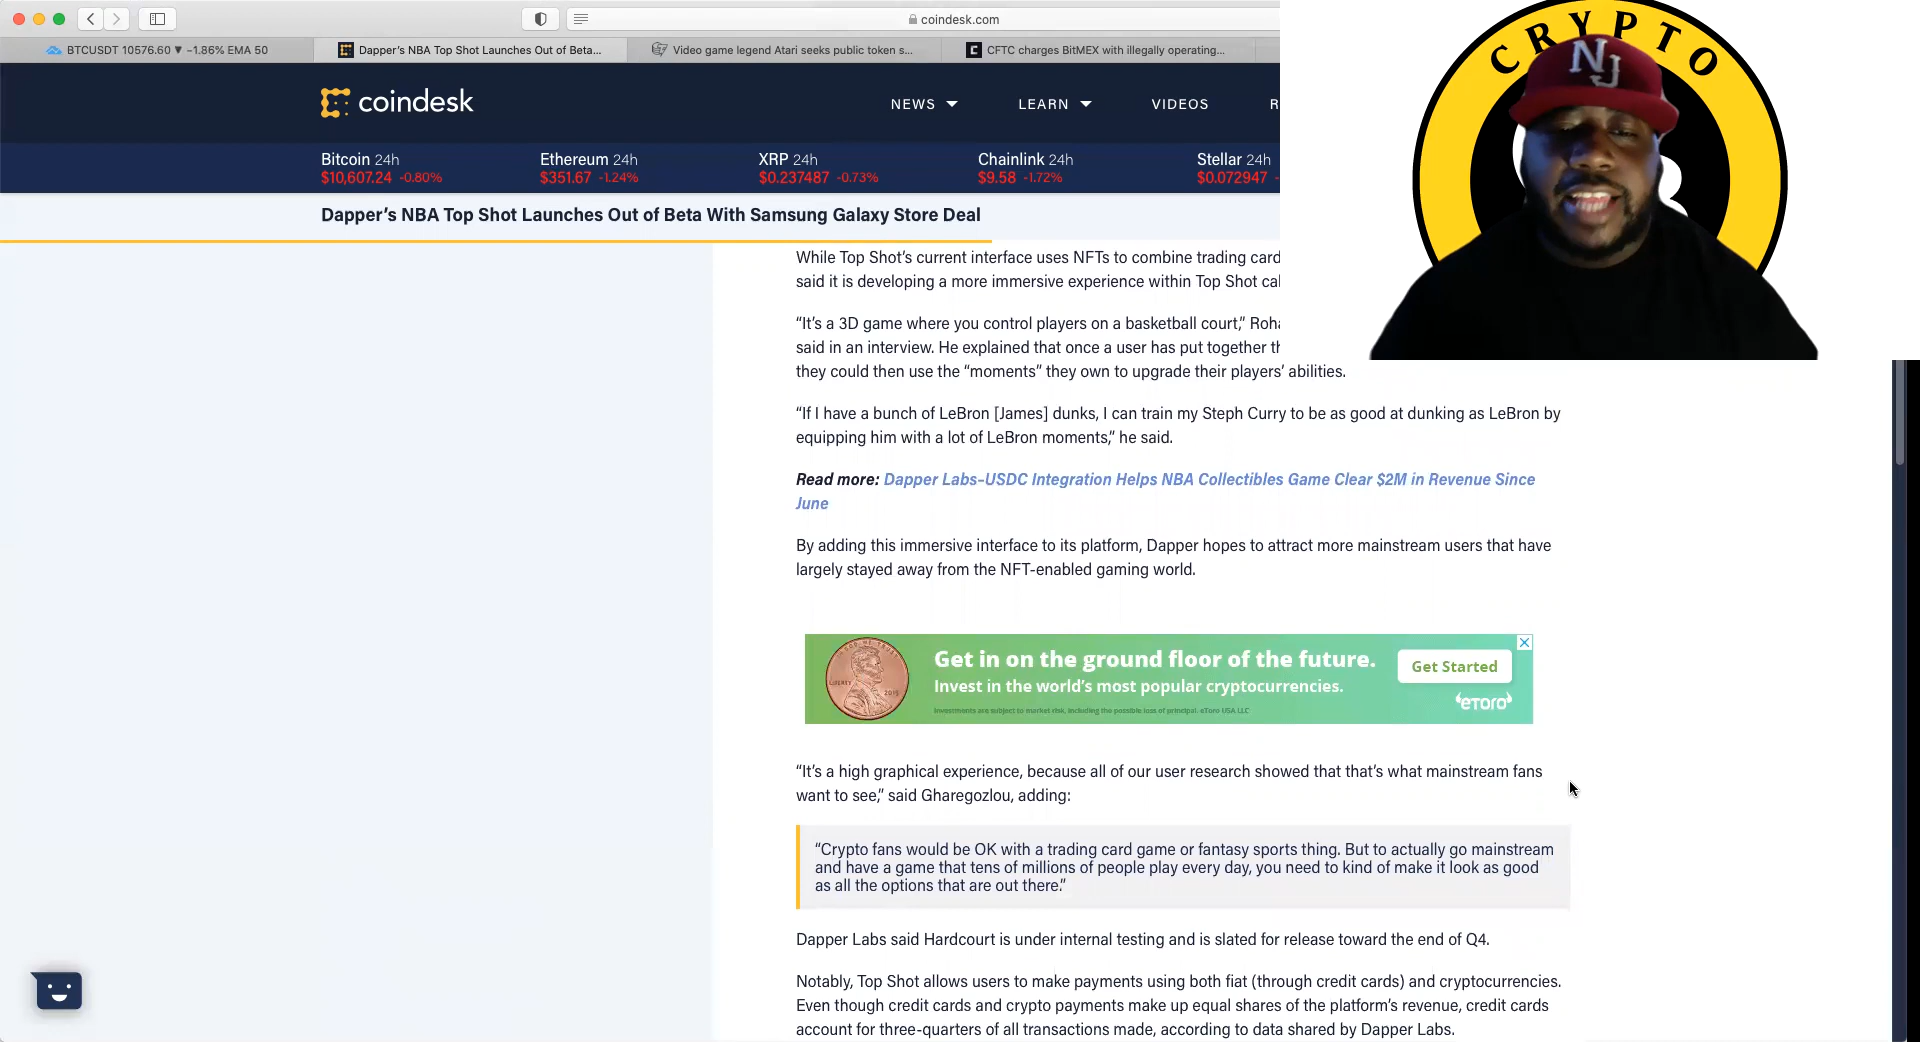 coindesk.com
BTCUSDT 10576.60 ▼ −1.86% EMA 50
Dapper’s NBA Top Shot Launches Out of Beta...
Video game legend Atari seeks public token s...
CFTC charges BitMEX with illegally operating...
CRYPTO
NJ
coindesk
NEWS
LEARN
VIDEOS
R
Bitcoin 24h
$10,607.24 -0.80%
Ethereum 24h
$351.67 -1.24%
XRP 24h
$0.237487 -0.73%
Chainlink 24h
$9.58 -1.72%
Stellar 24h
$0.072947 -
Dapper’s NBA Top Shot Launches Out of Beta With Samsung Galaxy Store Deal
While Top Shot’s current interface uses NFTs to combine trading card
said it is developing a more immersive experience within Top Shot cal
“It’s a 3D game where you control players on a basketball court,” Roha
said in an interview. He explained that once a user has put together th
they could then use the “moments” they own to upgrade their players’ abilities.
“If I have a bunch of LeBron [James] dunks, I can train my Steph Curry to be as good at dunking as LeBron by
equipping him with a lot of LeBron moments,” he said.
Read more: Dapper Labs–USDC Integration Helps NBA Collectibles Game Clear $2M in Revenue Since
June
By adding this immersive interface to its platform, Dapper hopes to attract more mainstream users that have
largely stayed away from the NFT-enabled gaming world.
LIBERTY
Get in on the ground floor of the future.
Invest in the world’s most popular cryptocurrencies.
Investments are subject to market risk, including the possible loss of principal. eToro USA LLC
Get Started
eToro
“It’s a high graphical experience, because all of our user research showed that that’s what mainstream fans
want to see,” said Gharegozlou, adding:
“Crypto fans would be OK with a trading card game or fantasy sports thing. But to actually go mainstream
and have a game that tens of millions of people play every day, you need to kind of make it look as good
as all the options that are out there.”
Dapper Labs said Hardcourt is under internal testing and is slated for release toward the end of Q4.
Notably, Top Shot allows users to make payments using both fiat (through credit cards) and cryptocurrencies.
Even though credit cards and crypto payments make up equal shares of the platform’s revenue, credit cards
account for three-quarters of all transactions made, according to data shared by Dapper Labs.